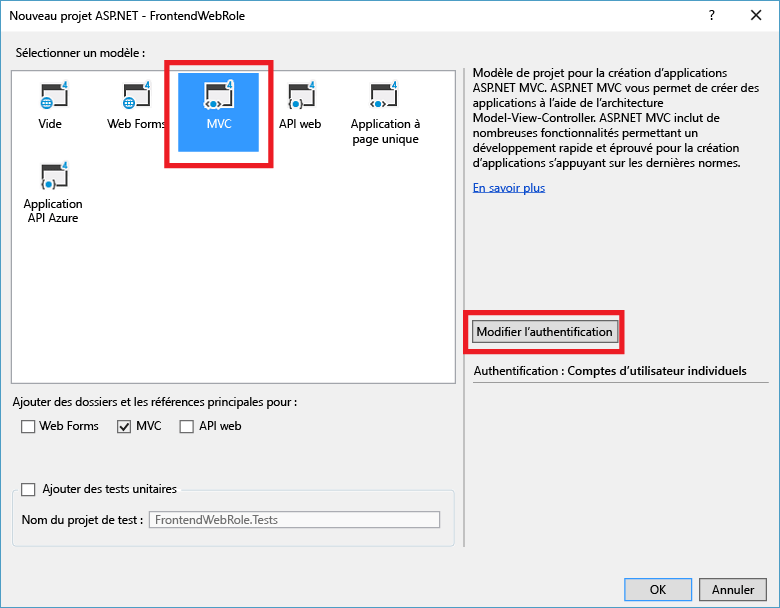 Nouveau projet ASP.NET - FrontendWebRole
?
Sélectionner un modèle :
4
Vide
4
Web Forms
4
MVC
4
API web
4
Application à
page unique
4
Application
API Azure
Modèle de projet pour la création d'applications
ASP.NET MVC. ASP.NET MVC vous permet de créer des
applications à l'aide de l'architecture
Model-View-Controller. ASP.NET MVC inclut de
nombreuses fonctionnalités permettant un
développement rapide et éprouvé pour la création
d'applications s'appuyant sur les dernières normes.
En savoir plus
Modifier l'authentification
Authentification : Comptes d'utilisateur individuels
Ajouter des dossiers et les références principales pour :
Web Forms MVC API web
Ajouter des tests unitaires
Nom du projet de test : FrontendWebRole.Tests
OK Annuler